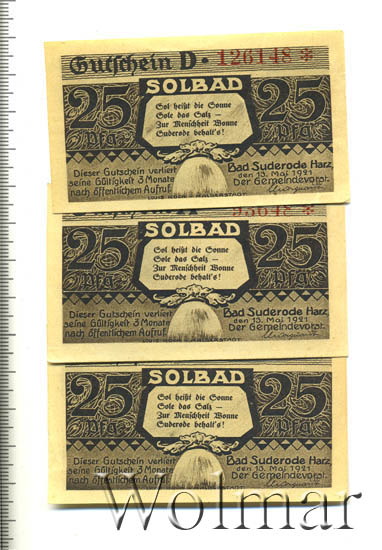 Gutschein D · 126148 *
SOLBAD
25 Pfg.
25 Pfg.
Sol heißt die Sonne
Sole das Salz —
Zur Menschheit Wonne
Suderode behalt's!
Dieser Gutschein verliert
seine Gültigkeit 3 Monate
nach öffentlichem Aufruf.
Bad Suderode Harz,
den 13. Mai 1921
Der Gemeindevorst.
SOLBAD
25 Pfg.
25 Pfg.
Sol heißt die Sonne
Sole das Salz —
Zur Menschheit Wonne
Suderode behalt's!
Dieser Gutschein verliert
seine Gültigkeit 3 Monate
nach öffentlichem Aufruf.
Bad Suderode Harz,
den 13. Mai 1921
Der Gemeindevorst.
SOLBAD
25 Pfg.
25 Pfg.
Sol heißt die Sonne
Sole das Salz —
Zur Menschheit Wonne
Suderode behalt's!
Dieser Gutschein verliert
seine Gültigkeit 3 Monate
nach öffentlichem Aufruf.
Bad Suderode Harz,
den 13. Mai 1921
Der Gemeindevorst.
Wolmar